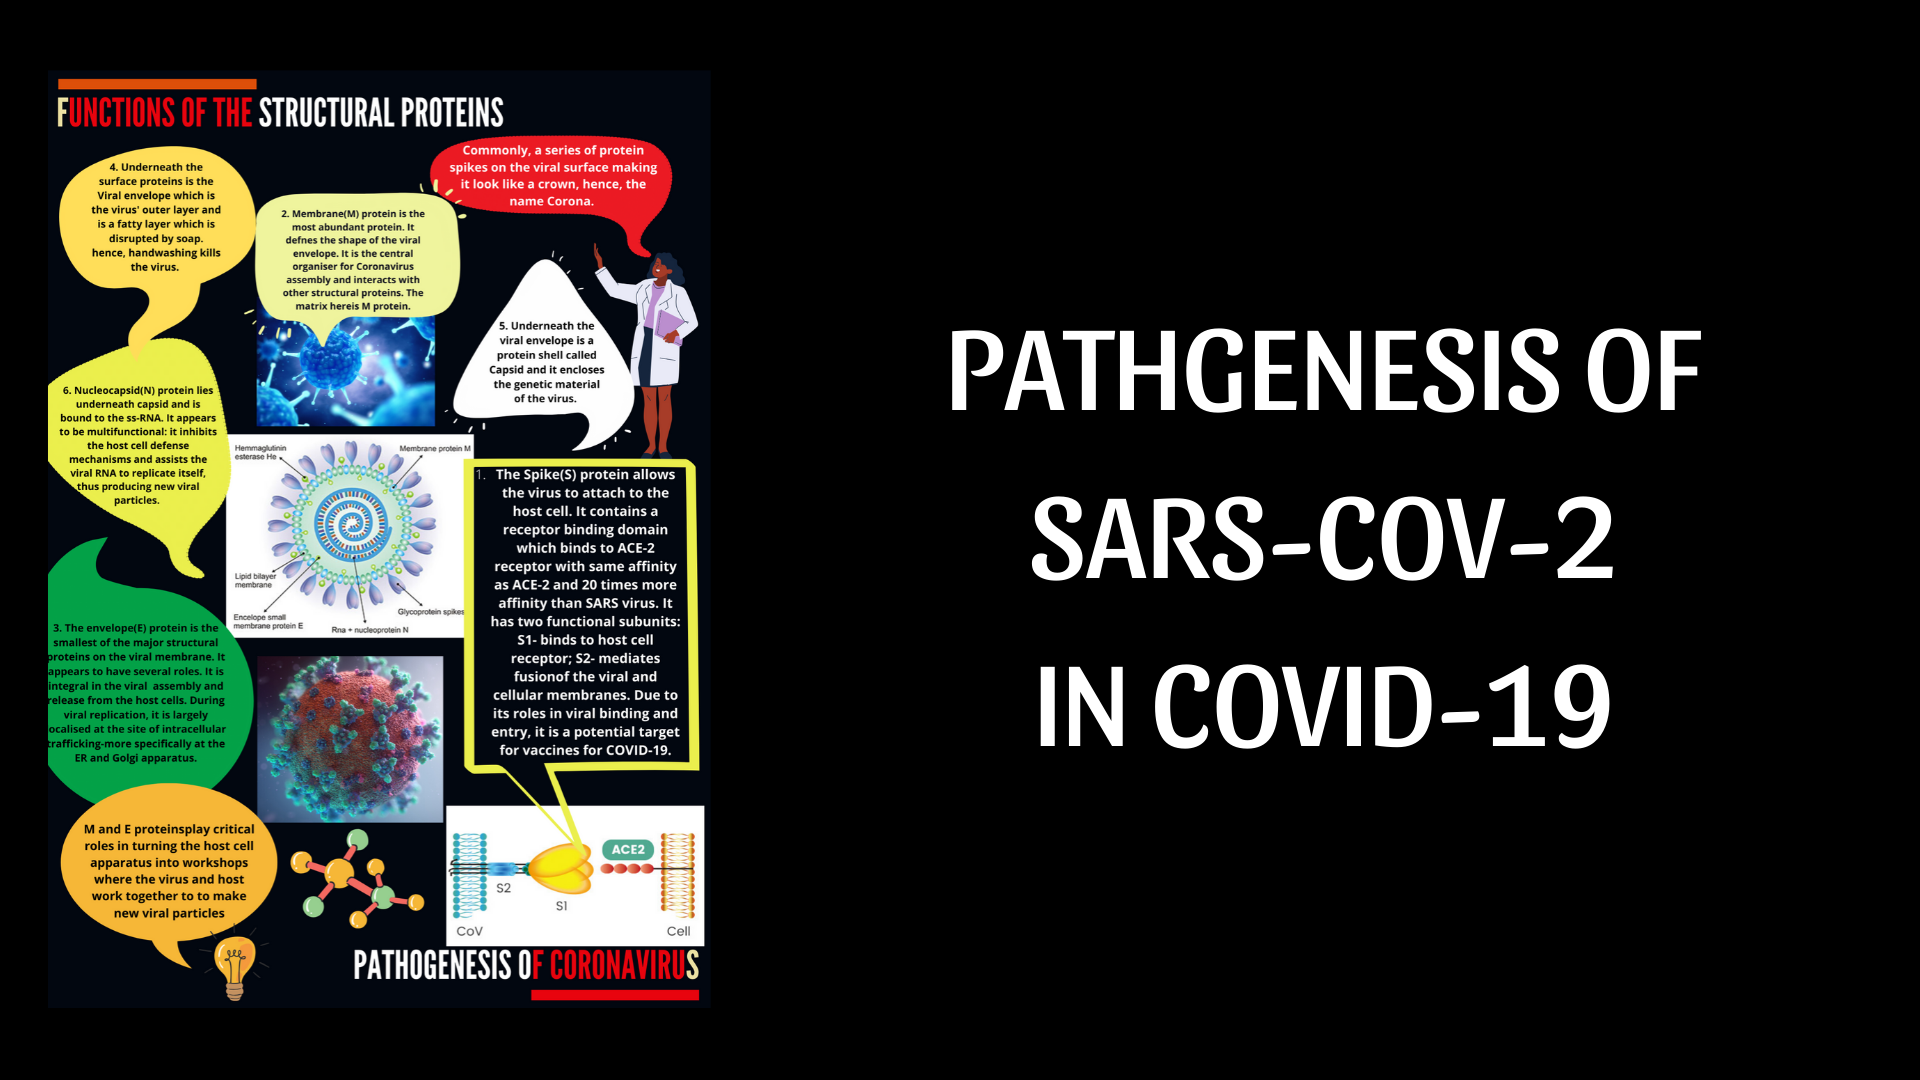 FUNCTIONS OF THE STRUCTURAL PROTEINS
Commonly, a series of protein
spikes on the viral surface making
it look like a crown, hence, the
name Corona.
4. Underneath the
surface proteins is the
Viral envelope which is
the virus' outer layer and
is a fatty layer which is
disrupted by soap.
hence, handwashing kills
the virus.
2. Membrane(M) protein is the
most abundant protein. It
defnes the shape of the viral
envelope. It is the central
organiser for Coronavirus
assembly and interacts with
other structural proteins. The
matrix hereis M protein.
5. Underneath the
viral envelope is a
protein shell called
Capsid and it encloses
the genetic material
of the virus.
6. Nucleocapsid(N) protein lies
underneath capsid and is
bound to the ss-RNA. It appears
to be multifunctional: it inhibits
the host cell defense
mechanisms and assists the
viral RNA to replicate itself,
thus producing new viral
particles.
Hemmaglutinin
esterase He
Membrane protein M
Lipid bilayer
membrane
Encelope small
membrane protein E
Glycoprotein spikes
Rna + nucleoprotein N
1. The Spike(S) protein allows
the virus to attach to the
host cell. It contains a
receptor binding domain
which binds to ACE-2
receptor with same affinity
as ACE-2 and 20 times more
affinity than SARS virus. It
has two functional subunits:
S1- binds to host cell
receptor; S2- mediates
fusionof the viral and
cellular membranes. Due to
its roles in viral binding and
entry, it is a potential target
for vaccines for COVID-19.
3. The envelope(E) protein is the
smallest of the major structural
proteins on the viral membrane. It
appears to have several roles. It is
integral in the viral assembly and
release from the host cells. During
viral replication, it is largely
ocalised at the site of intracellular
trafficking-more specifically at the
ER and Golgi apparatus.
M and E proteinsplay critical
roles in turning the host cell
apparatus into workshops
where the virus and host
work together to to make
new viral particles
ACE2
S2
S1
CoV
Cell
PATHOGENESIS OF CORONAVIRUS
PATHGENESIS OF
SARS-COV-2
IN COVID-19